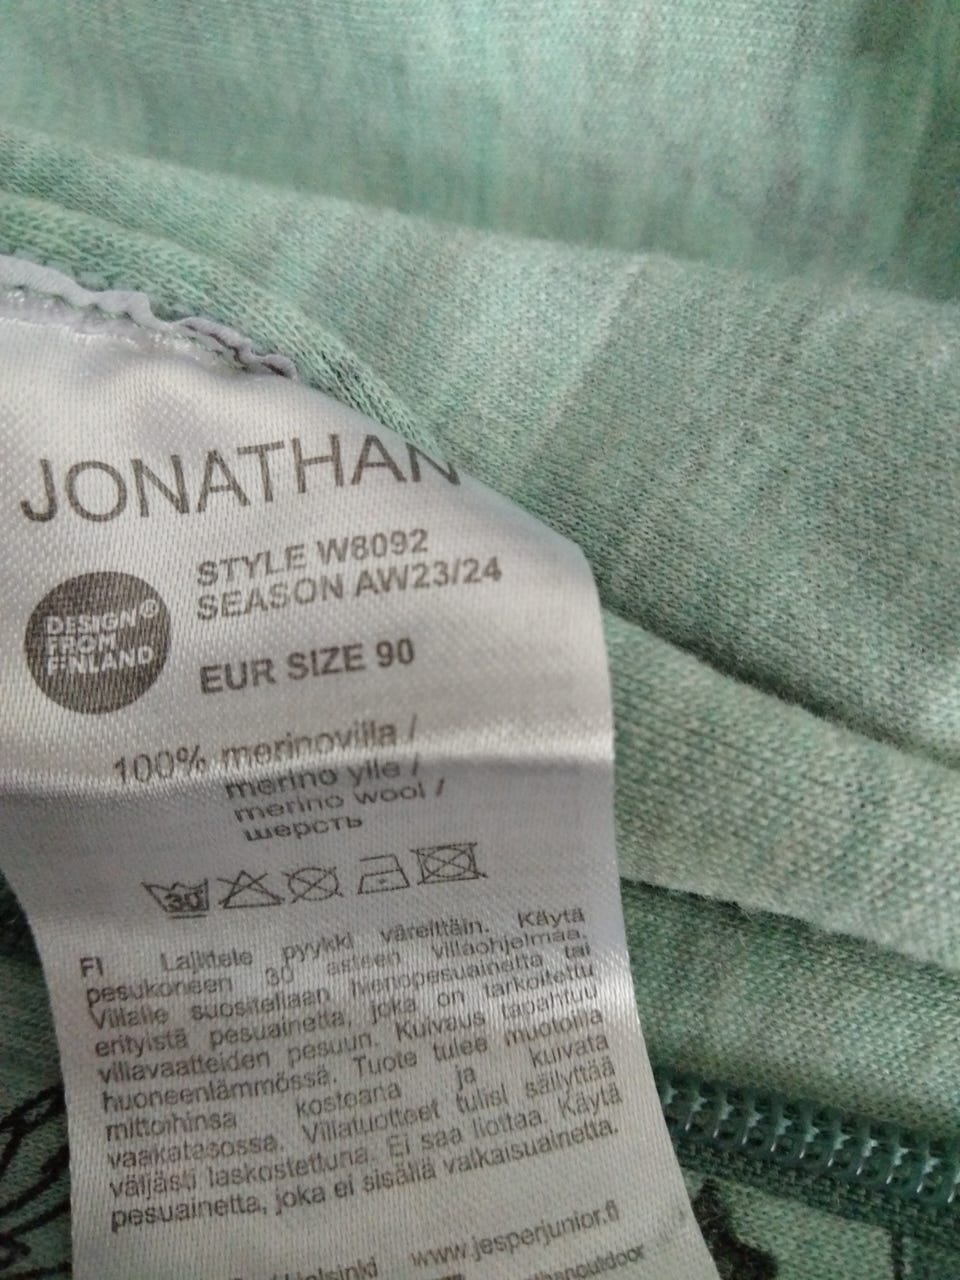 JONATHAN
STYLE W8092
SEASON AW23/24
DESIGN®
FROM
FINLAND
EUR SIZE 90
100% merinovilla /
merino ylle /
merino wool /
шерсть
30
FI Lajittele pyykki väreittäin. Käytä
pesukoneen 30 asteen villaohjelmaa.
Villalle suositellaan hienopesuainetta tai
erityistä pesuainetta, joka on tarkoitettu
villavaatteiden pesuun. Kuivaus tapahtuu
huoneenlämmössä. Tuote tulee muotoilla
mittoihinsa kosteana ja kuivata
vaakatasossa. Villatuotteet tulisi säilyttää
väljästi laskostettuna. Ei saa liottaa. Käytä
pesuainetta, joka ei sisällä valkaisuainetta.
Helsinki www.jesperjunior.fi